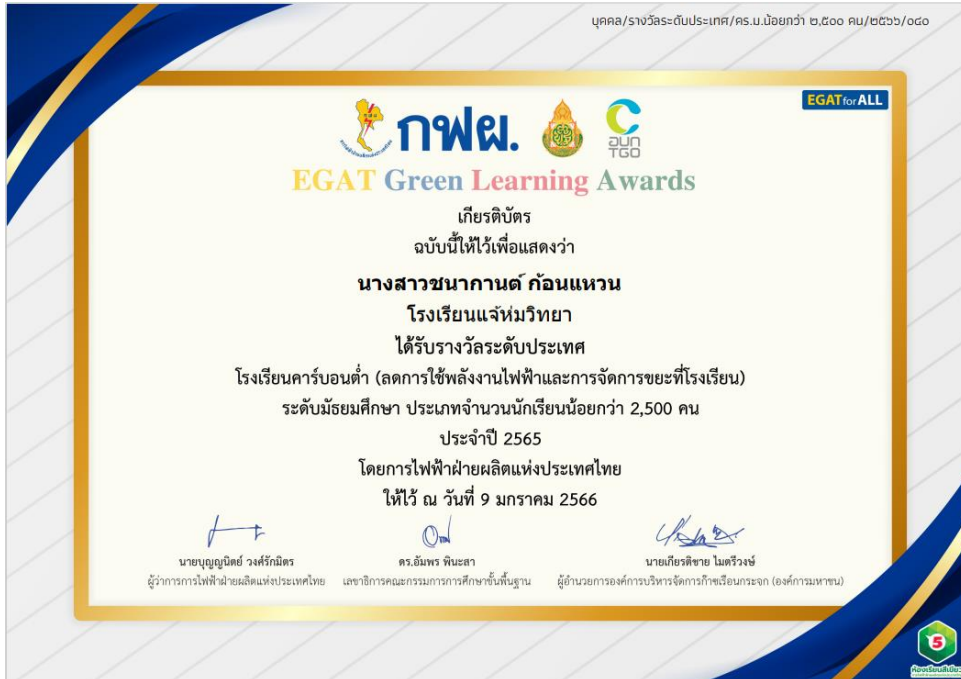 บุคคล/รางวัลระดับประเทศ/คร.ม.น้อยกว่า ๒,๕๐๐ คน/๒๕๖๖/๐๔๐
EGAT for ALL
กฟผ.
อบก
TGO
EGAT Green Learning Awards
เกียรติบัตร
ฉบับนี้ให้ไว้เพื่อแสดงว่า
นางสาวชนากานต์ ก้อนแหวน
โรงเรียนแจ้ห่มวิทยา
ได้รับรางวัลระดับประเทศ
โรงเรียนคาร์บอนต่ำ (ลดการใช้พลังงานไฟฟ้าและการจัดการขยะที่โรงเรียน)
ระดับมัธยมศึกษา ประเภทจำนวนนักเรียนน้อยกว่า 2,500 คน
ประจำปี 2565
โดยการไฟฟ้าฝ่ายผลิตแห่งประเทศไทย
ให้ไว้ ณ วันที่ 9 มกราคม 2566
นายบุญญนิตย์ วงศ์รักมิตร
ผู้ว่าการการไฟฟ้าฝ่ายผลิตแห่งประเทศไทย
ดร.อัมพร พินะสา
เลขาธิการคณะกรรมการการศึกษาขั้นพื้นฐาน
นายเกียรติชาย ไมตรีวงษ์
ผู้อำนวยการองค์การบริหารจัดการก๊าซเรือนกระจก (องค์การมหาชน)
5
ห้องเรียนสีเขียว